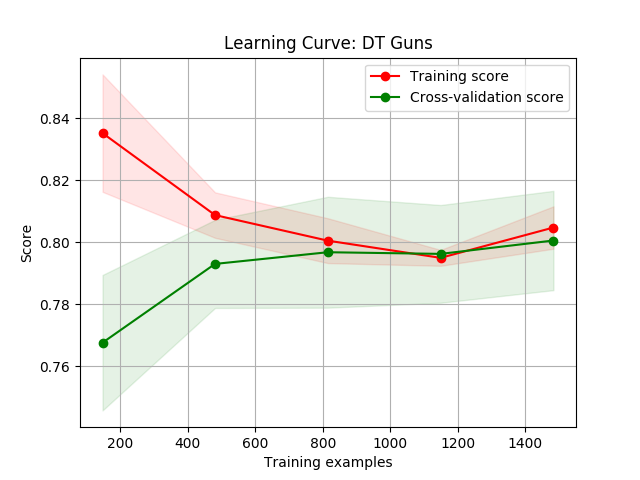 Learning Curve: DT Guns
Training score
Cross-validation score
0.84
0.82
0.80
0.78
0.76
Score
200
400
600
800
1000
1200
1400
Training examples